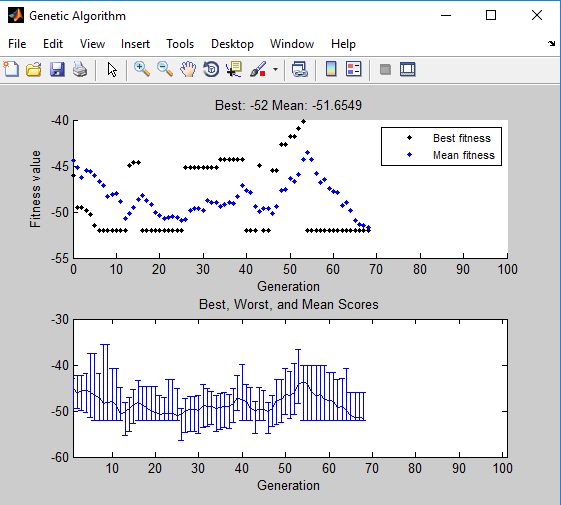 Genetic Algorithm
File Edit View Insert Tools Desktop Window Help
Best: -52 Mean: -51.6549
-40
-45
-50
-55
Fitness value
Best fitness
Mean fitness
0 10 20 30 40 50 60 70 80 90 100
Generation
Best, Worst, and Mean Scores
-30
-40
-50
-60
10 20 30 40 50 60 70 80 90 100
Generation